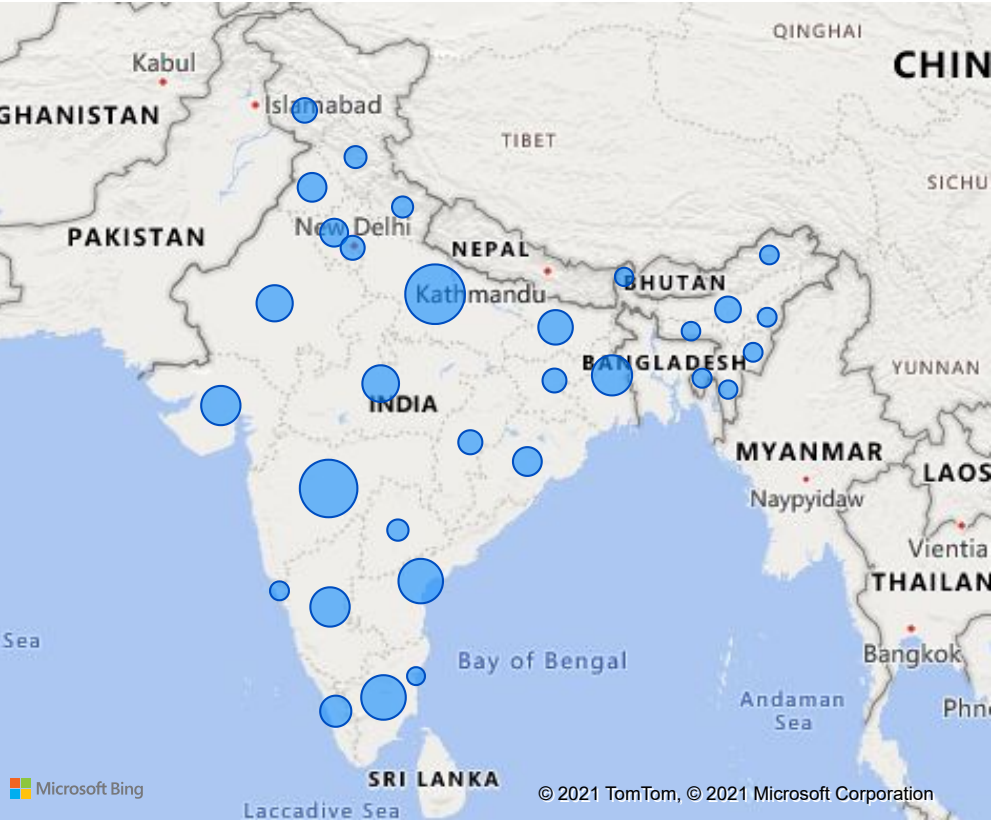 QINGHAI
Kabul
CHIN
Islamabad
GHANISTAN
TIBET
SICHU
New Delhi
PAKISTAN
NEPAL
BHUTAN
Kathmandu
BANGLADESH
YUNNAN
INDIA
MYANMAR
LAOS
Naypyidaw
Vientia
THAILAN
Sea
Bay of Bengal
Bangkok
Andaman
Sea
Phn
SRI LANKA
Microsoft Bing
© 2021 TomTom, © 2021 Microsoft Corporation
Laccadive Sea